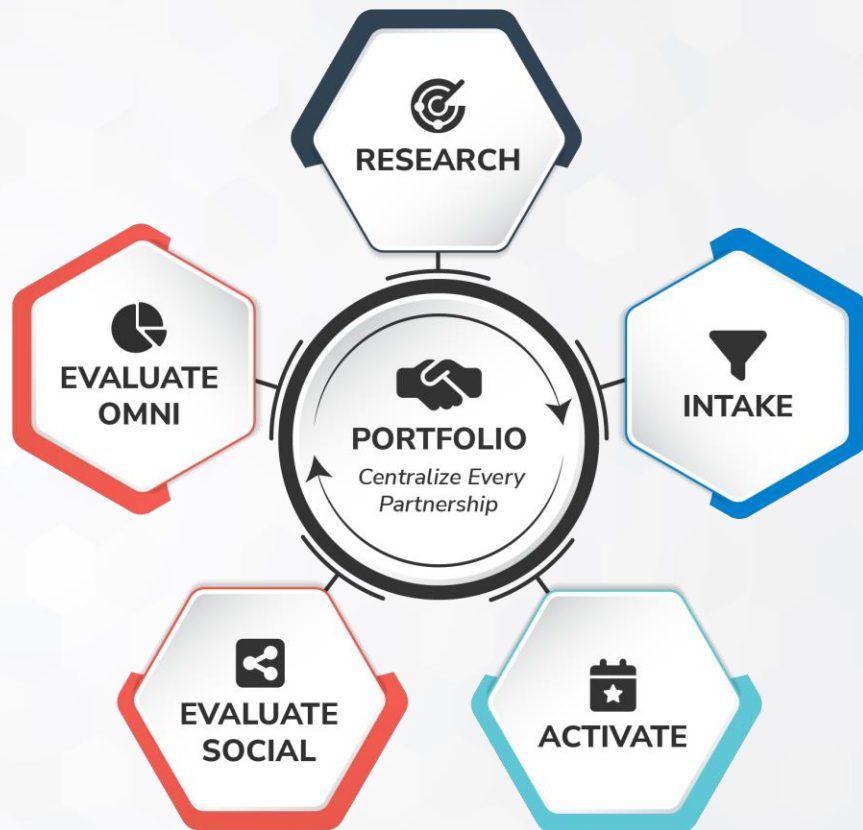 RESEARCH
EVALUATE
OMNI
INTAKE
PORTFOLIO
Centralize Every
Partnership
EVALUATE
SOCIAL
ACTIVATE